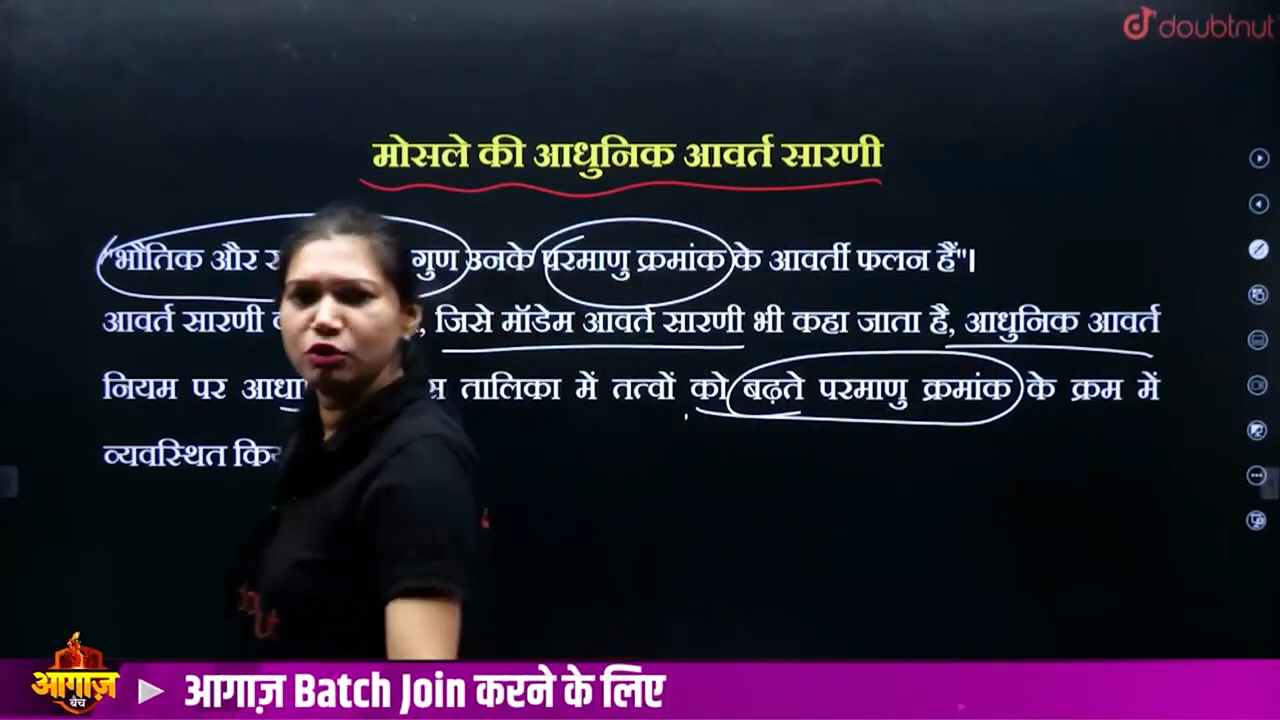 doubtnut
मोसले की आधुनिक आवर्त सारणी
"भौतिक और गुण उनके परमाणु क्रमांक के आवर्ती फलन हैं"।
आवर्त सारणी , जिसे मॉडेम आवर्त सारणी भी कहा जाता है, आधुनिक आवर्त
नियम पर तालिका में तत्वों को बढ़ते परमाणु क्रमांक के क्रम में
व्यवस्थित
आगाज़ बैच
आगाज़ Batch Join करने के लिए